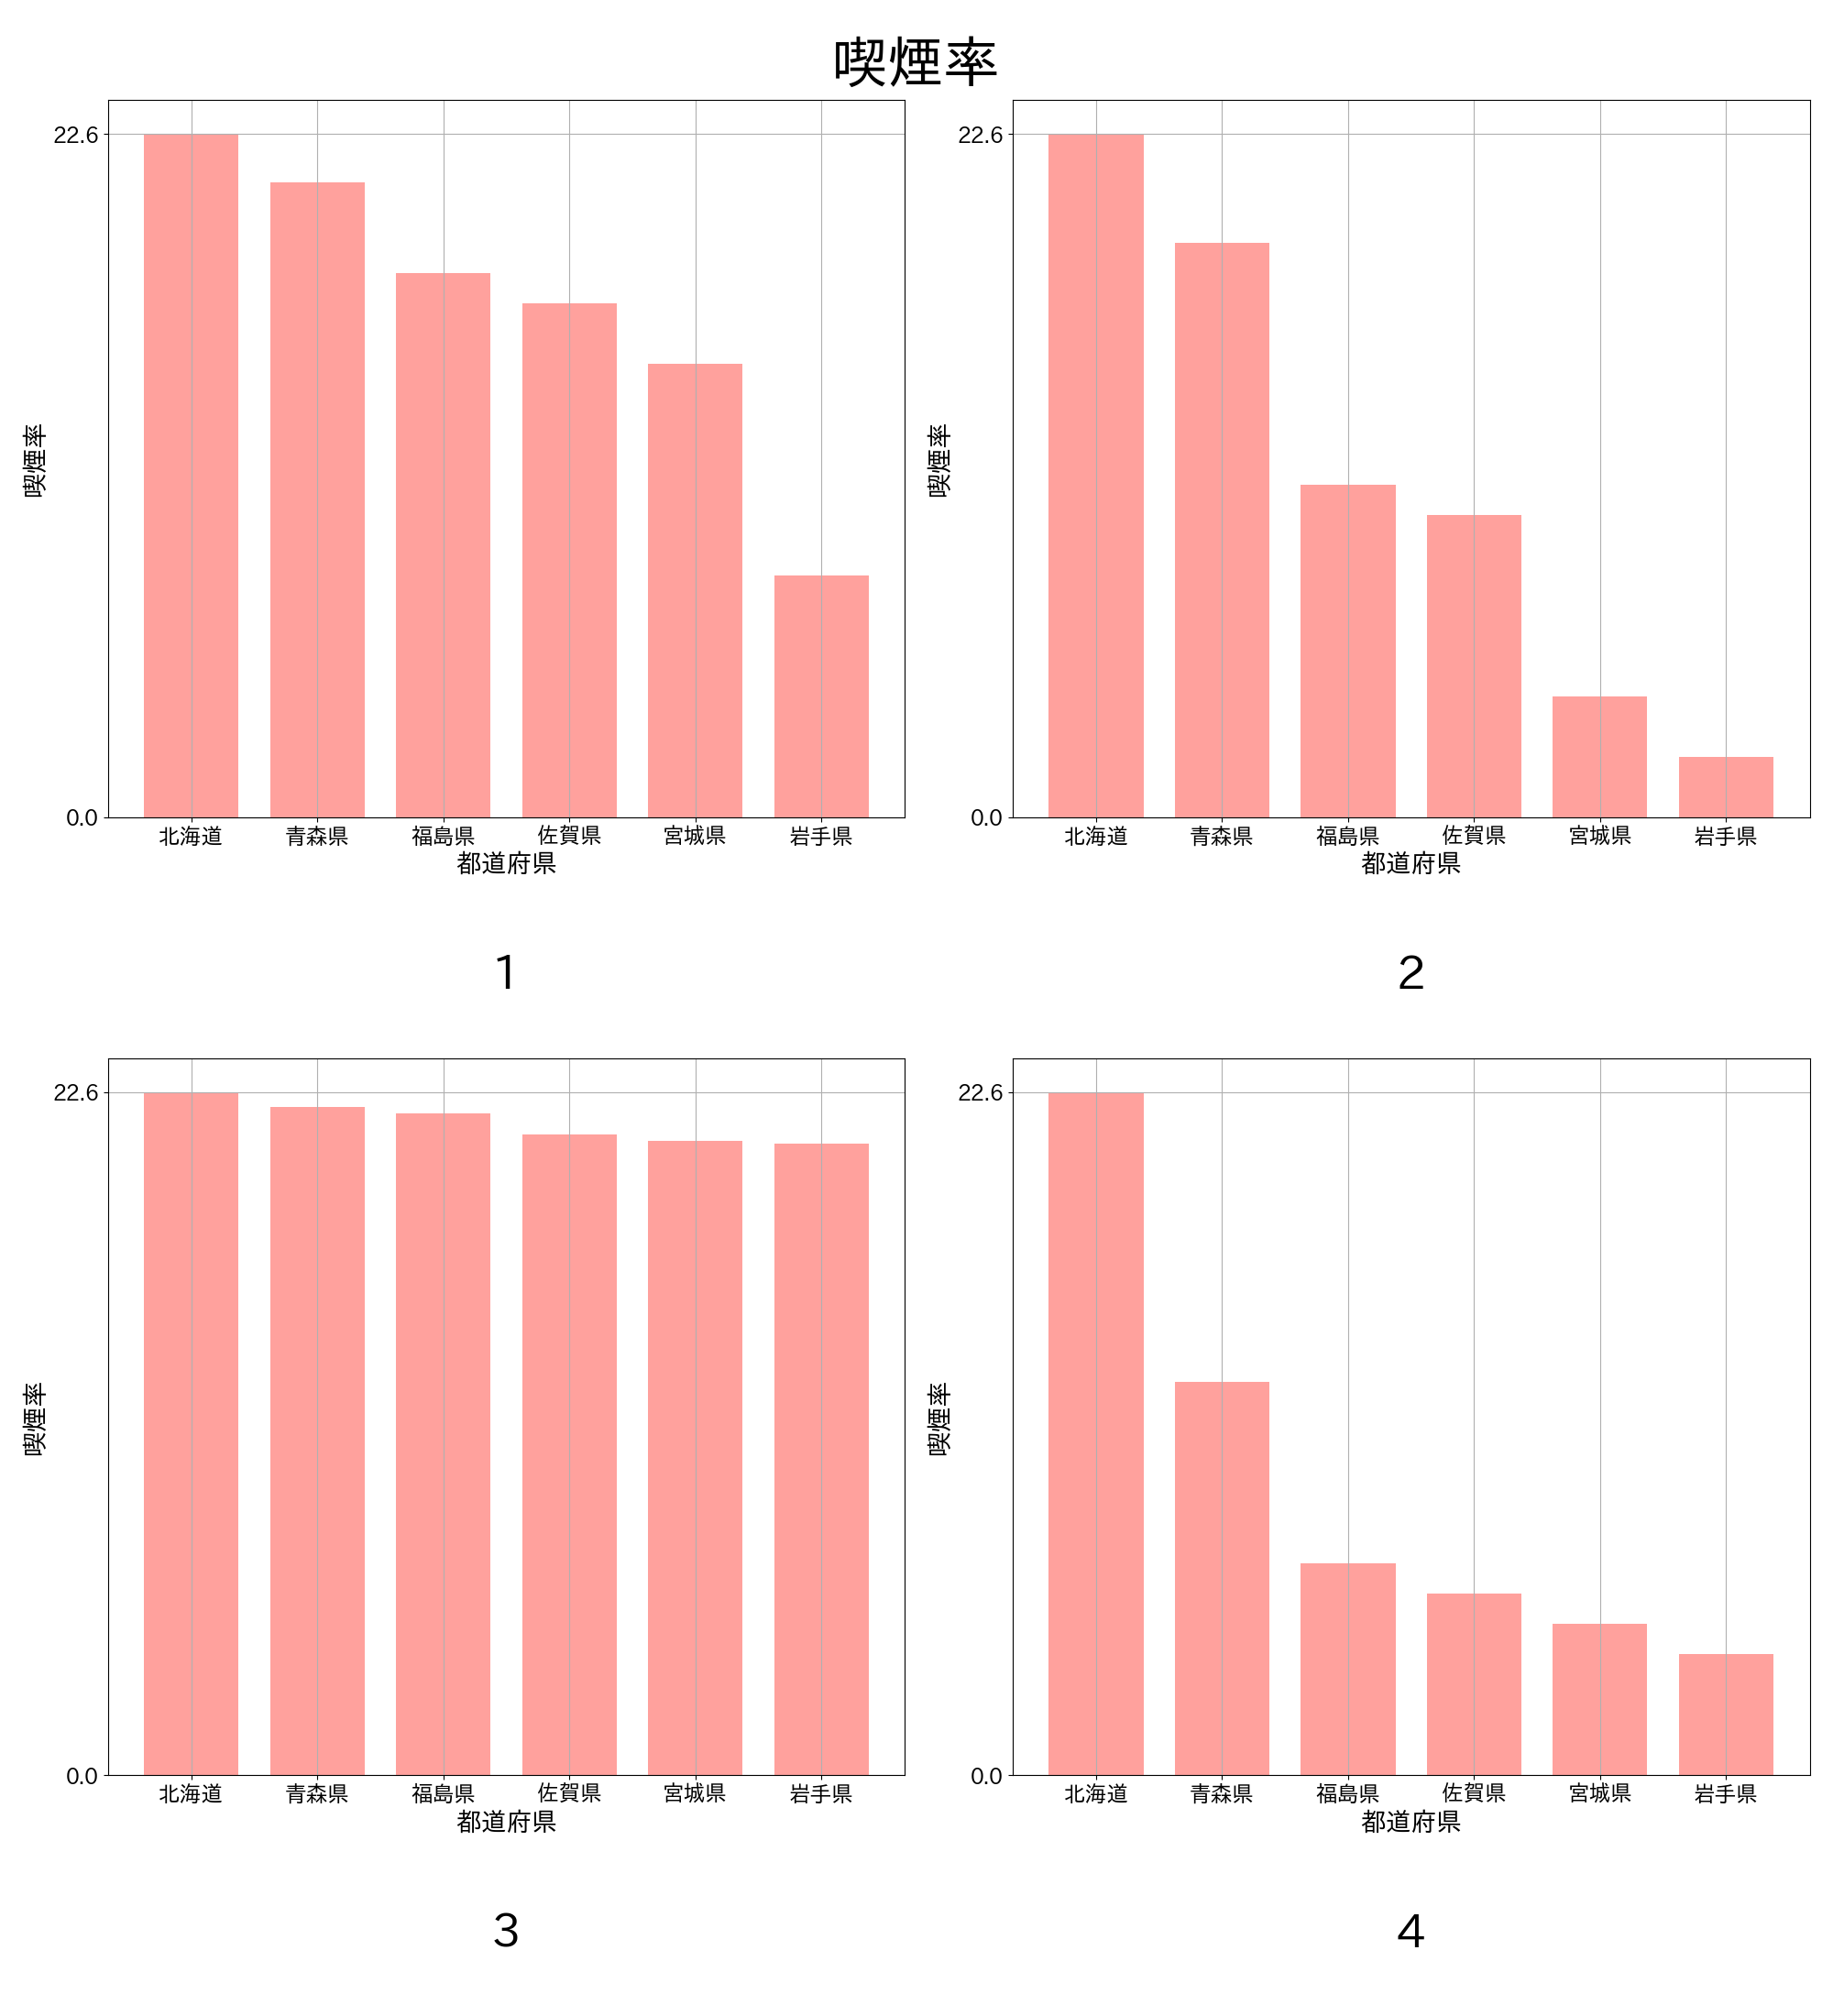 喫煙率
22.6
0.0
喫煙率
北海道 青森県 福島県 佐賀県 宮城県 岩手県
都道府県
1
22.6
0.0
喫煙率
北海道 青森県 福島県 佐賀県 宮城県 岩手県
都道府県
2
22.6
0.0
喫煙率
北海道 青森県 福島県 佐賀県 宮城県 岩手県
都道府県
3
22.6
0.0
喫煙率
北海道 青森県 福島県 佐賀県 宮城県 岩手県
都道府県
4